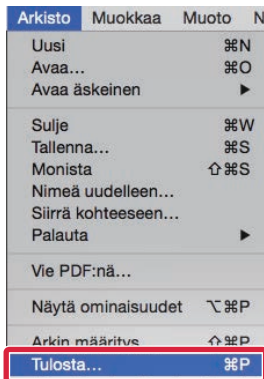 Arkisto Muokkaa Muoto N
Uusi ⌘N
Avaa... ⌘O
Avaa äskeinen ▶
Sulje ⌘W
Tallenna... ⌘S
Monista ⇧⌘S
Nimeä uudelleen...
Siirrä kohteeseen...
Palauta ▶
Vie PDF:nä...
Näytä ominaisuudet ⌥⌘P
Arkin määritys... ⇧⌘P
Tulosta... ⌘P